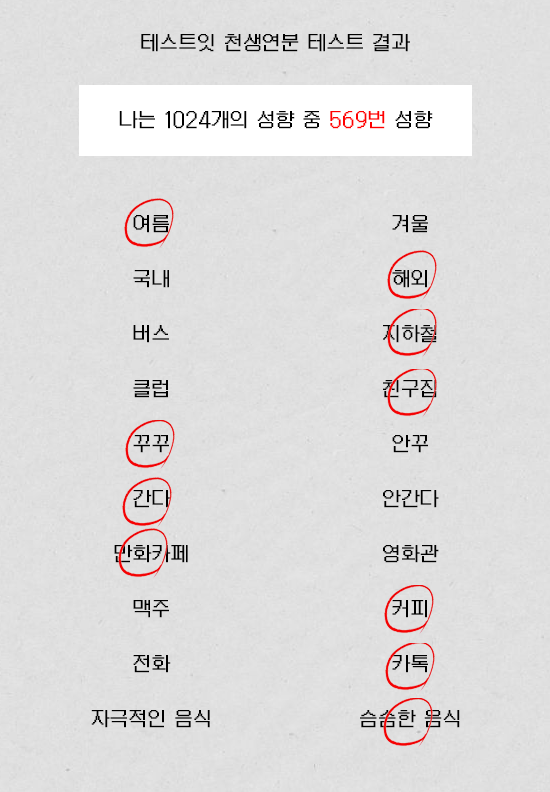 테스트잇 천생연분 테스트 결과
나는 1024개의 성향 중 569번 성향
여름 겨울
국내 해외
버스 지하철
클럽 친구집
꾸꾸 안꾸
간다 안간다
만화카페 영화관
맥주 커피
전화 카톡
자극적인 음식 슴슴한 음식